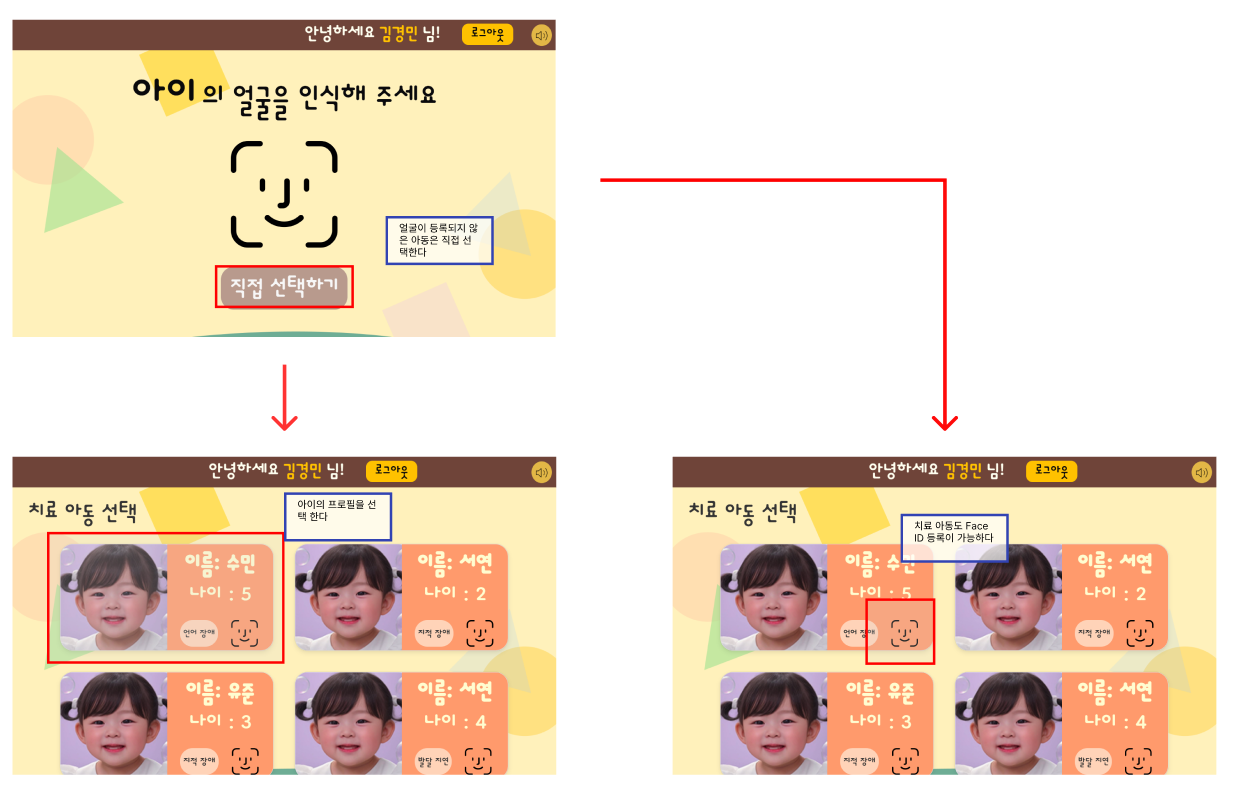 안녕하세요 김경민 님! 로그아웃
아이의 얼굴을 인식해 주세요
얼굴이 등록되지 않
은 아동은 직접 선
택한다
직접 선택하기
안녕하세요 김경민 님! 로그아웃
치료 아동 선택
아이의 프로필을 선
택 한다
이름: 수민
나이 : 5
언어 장애
이름: 서연
나이 : 2
지적 장애
이름: 유준
나이 : 3
지적 장애
이름: 서연
나이 : 4
발달 지연
안녕하세요 김경민 님! 로그아웃
치료 아동 선택
치료 아동도 Face
ID 등록이 가능하다
이름: 수민
나이 : 5
언어 장애
이름: 서연
나이 : 2
지적 장애
이름: 유준
나이 : 3
지적 장애
이름: 서연
나이 : 4
발달 지연